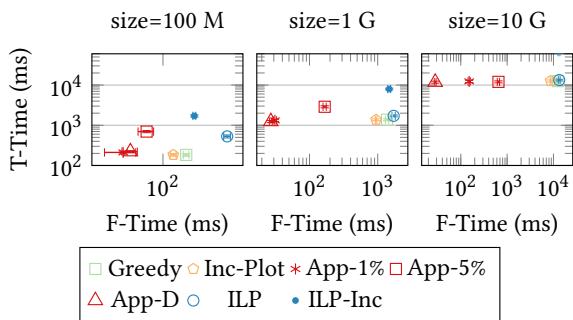 size=100 M size=1 G size=10 G
T-Time (ms)
10^4
10^3
10^2
10^2 10^2 10^3 10^2 10^3 10^4
F-Time (ms) F-Time (ms) F-Time (ms)
Greedy Inc-Plot App-1% App-5%
App-D ILP ILP-Inc